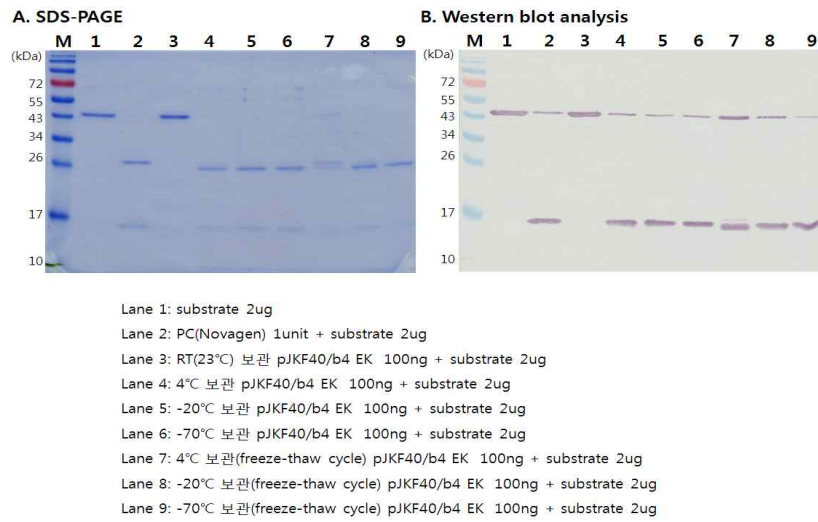 A. SDS-PAGE
B. Western blot analysis
M 1 2 3 4 5 6 7 8 9
(kDa)
72
55
43
34
26
17
10
M 1 2 3 4 5 6 7 8 9
(kDa)
72
55
43
34
26
17
10
Lane 1: substrate 2ug
Lane 2: PC(Novagen) 1unit + substrate 2ug
Lane 3: RT(23℃) 보관 pJKF40/b4 EK 100ng + substrate 2ug
Lane 4: 4℃ 보관 pJKF40/b4 EK 100ng + substrate 2ug
Lane 5: -20℃ 보관 pJKF40/b4 EK 100ng + substrate 2ug
Lane 6: -70℃ 보관 pJKF40/b4 EK 100ng + substrate 2ug
Lane 7: 4℃ 보관(freeze-thaw cycle) pJKF40/b4 EK 100ng + substrate 2ug
Lane 8: -20℃ 보관(freeze-thaw cycle) pJKF40/b4 EK 100ng + substrate 2ug
Lane 9: -70℃ 보관(freeze-thaw cycle) pJKF40/b4 EK 100ng + substrate 2ug